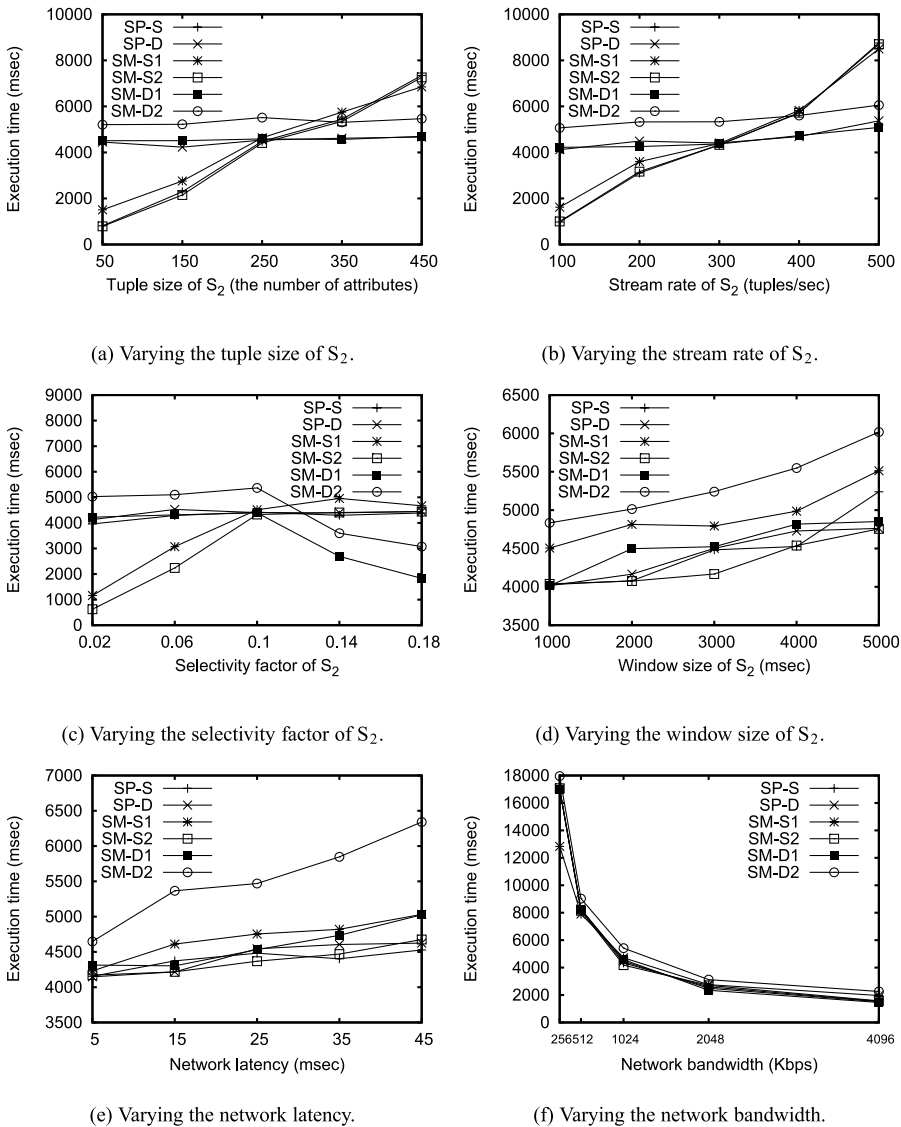 10000
8000
6000
4000
2000
0
Execution time (msec)
SP-S
SP-D
SM-S1
SM-S2
SM-D1
SM-D2
50 150 250 350 450
Tuple size of S2 (the number of attributes)
(a) Varying the tuple size of S2.
10000
8000
6000
4000
2000
0
Execution time (msec)
SP-S
SP-D
SM-S1
SM-S2
SM-D1
SM-D2
100 200 300 400 500
Stream rate of S2 (tuples/sec)
(b) Varying the stream rate of S2.
9000
8000
7000
6000
5000
4000
3000
2000
1000
0
Execution time (msec)
SP-S
SP-D
SM-S1
SM-S2
SM-D1
SM-D2
0.02 0.06 0.1 0.14 0.18
Selectivity factor of S2
(c) Varying the selectivity factor of S2.
6500
6000
5500
5000
4500
4000
3500
Execution time (msec)
SP-S
SP-D
SM-S1
SM-S2
SM-D1
SM-D2
1000 2000 3000 4000 5000
Window size of S2 (msec)
(d) Varying the window size of S2.
7000
6500
6000
5500
5000
4500
4000
3500
Execution time (msec)
SP-S
SP-D
SM-S1
SM-S2
SM-D1
SM-D2
5 15 25 35 45
Network latency (msec)
(e) Varying the network latency.
18000
16000
14000
12000
10000
8000
6000
4000
2000
0
Execution time (msec)
SP-S
SP-D
SM-S1
SM-S2
SM-D1
SM-D2
256 512 1024 2048 4096
Network bandwidth (Kbps)
(f) Varying the network bandwidth.